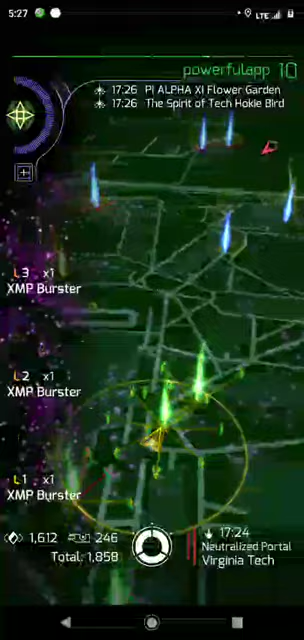 5:27
LTE
powerfulapp 10
17:26 PI ALPHA XI Flower Garden
17:26 The Spirit of Tech Hokie Bird
L3 x1
XMP Burster
L2 x1
XMP Burster
L1 x1
XMP Burster
1,612 246
Total: 1,858
17:24
Neutralized Portal
Virginia Tech